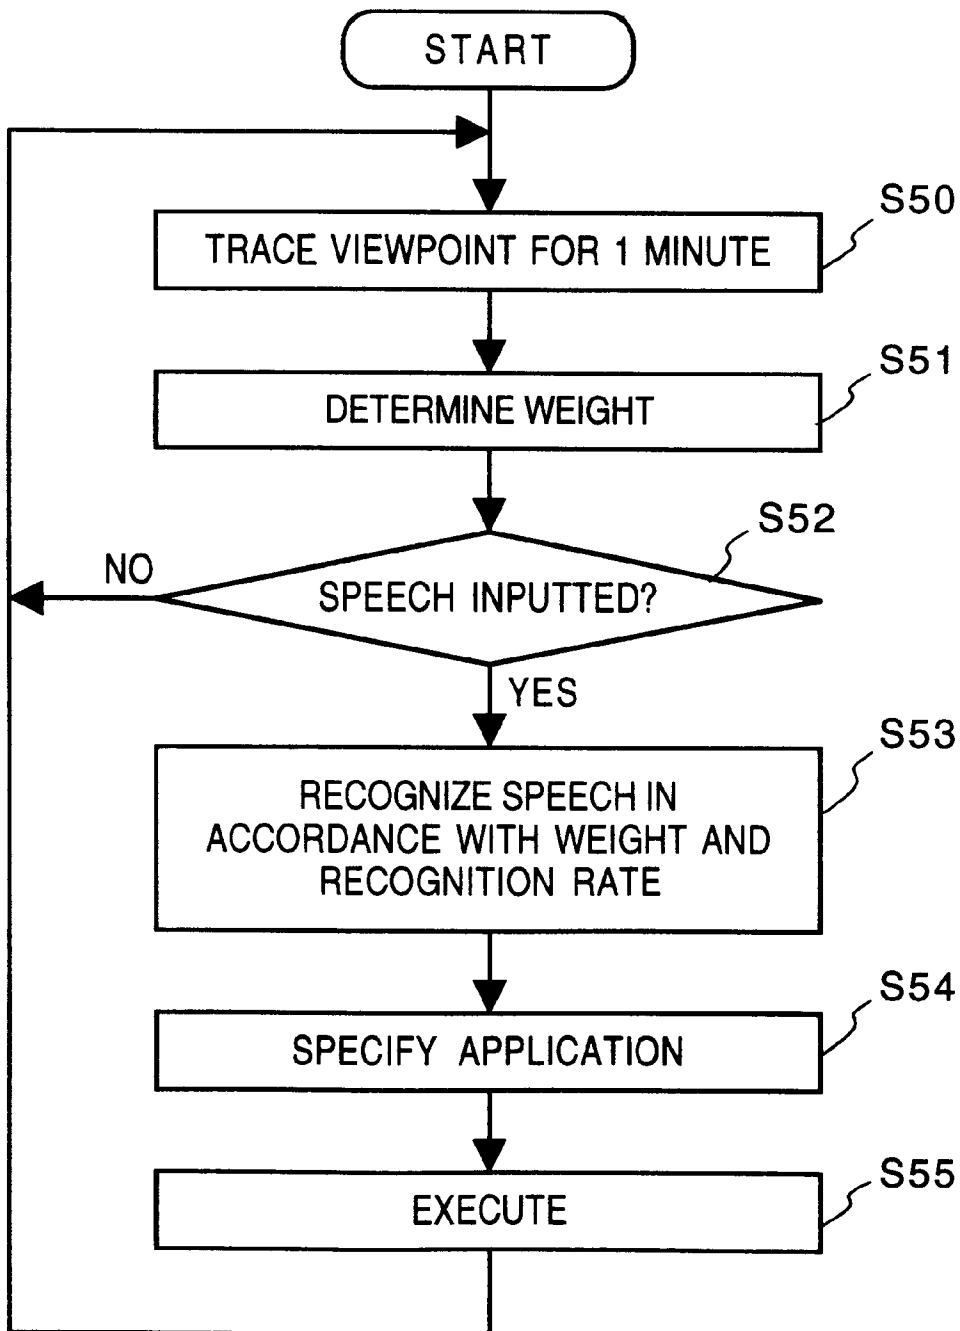 START
S50
TRACE VIEWPOINT FOR 1 MINUTE
S51
DETERMINE WEIGHT
S52
NO
SPEECH INPUTTED?
YES
S53
RECOGNIZE SPEECH IN
ACCORDANCE WITH WEIGHT AND
RECOGNITION RATE
S54
SPECIFY APPLICATION
S55
EXECUTE